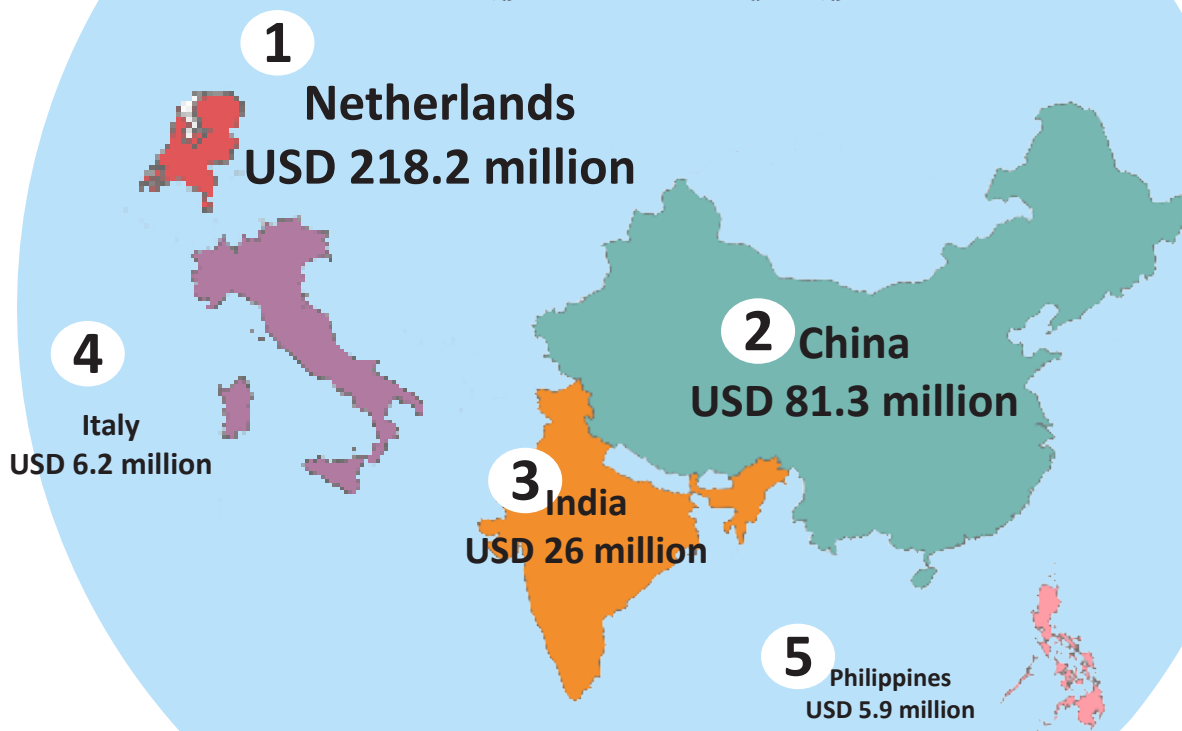 1
Netherlands
USD 218.2 million
2
China
USD 81.3 million
3
India
USD 26 million
4
Italy
USD 6.2 million
5
Philippines
USD 5.9 million